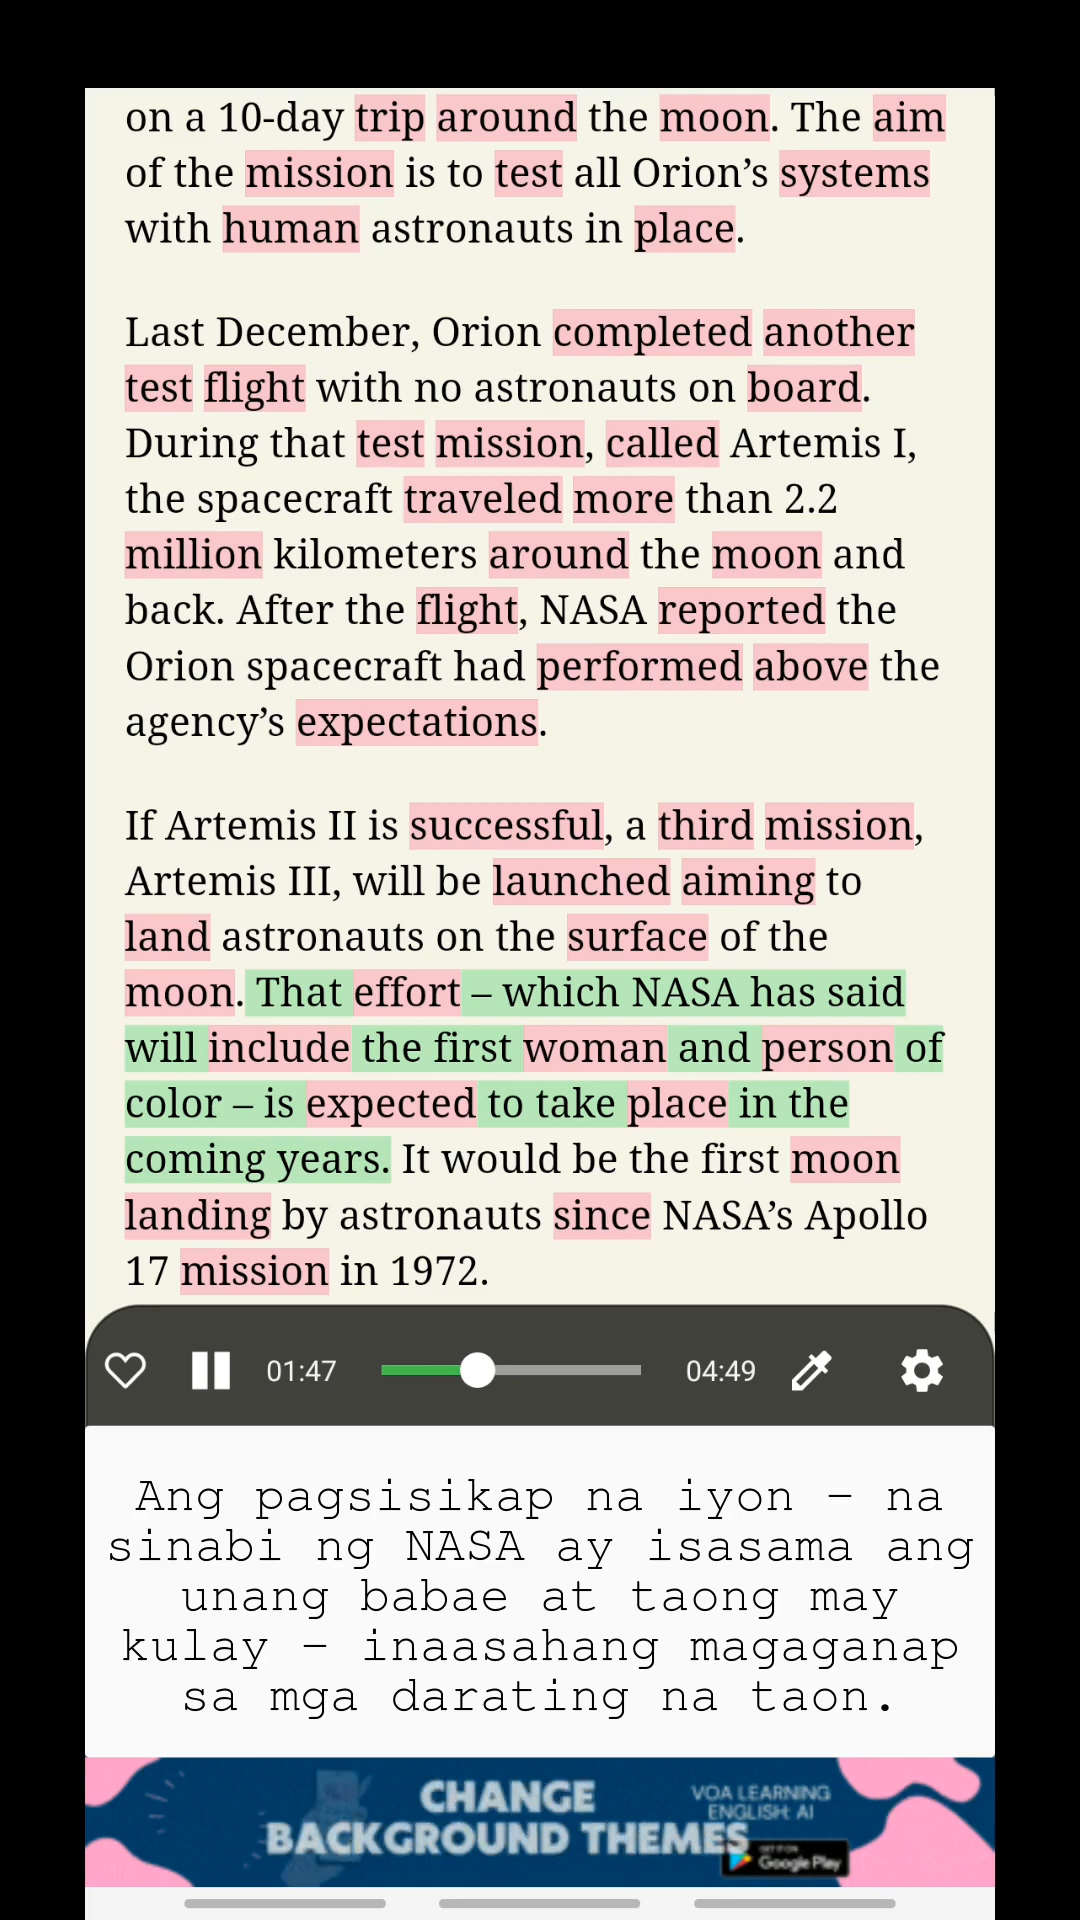 on a 10-day trip around the moon. The aim
of the mission is to test all Orion’s systems
with human astronauts in place.
Last December, Orion completed another
test flight with no astronauts on board.
During that test mission, called Artemis I,
the spacecraft traveled more than 2.2
million kilometers around the moon and
back. After the flight, NASA reported the
Orion spacecraft had performed above the
agency’s expectations.
If Artemis II is successful, a third mission,
Artemis III, will be launched aiming to
land astronauts on the surface of the
moon. That effort – which NASA has said
will include the first woman and person of
color – is expected to take place in the
coming years. It would be the first moon
landing by astronauts since NASA’s Apollo
17 mission in 1972.
01:47 04:49
Ang pagsisikap na iyon – na
sinabi ng NASA ay isasama ang
unang babae at taong may
kulay – inaasahang magaganap
sa mga darating na taon.
CHANGE
BACKGROUND THEMES
VOA LEARNING
ENGLISH: AI
GET IT ON
Google Play